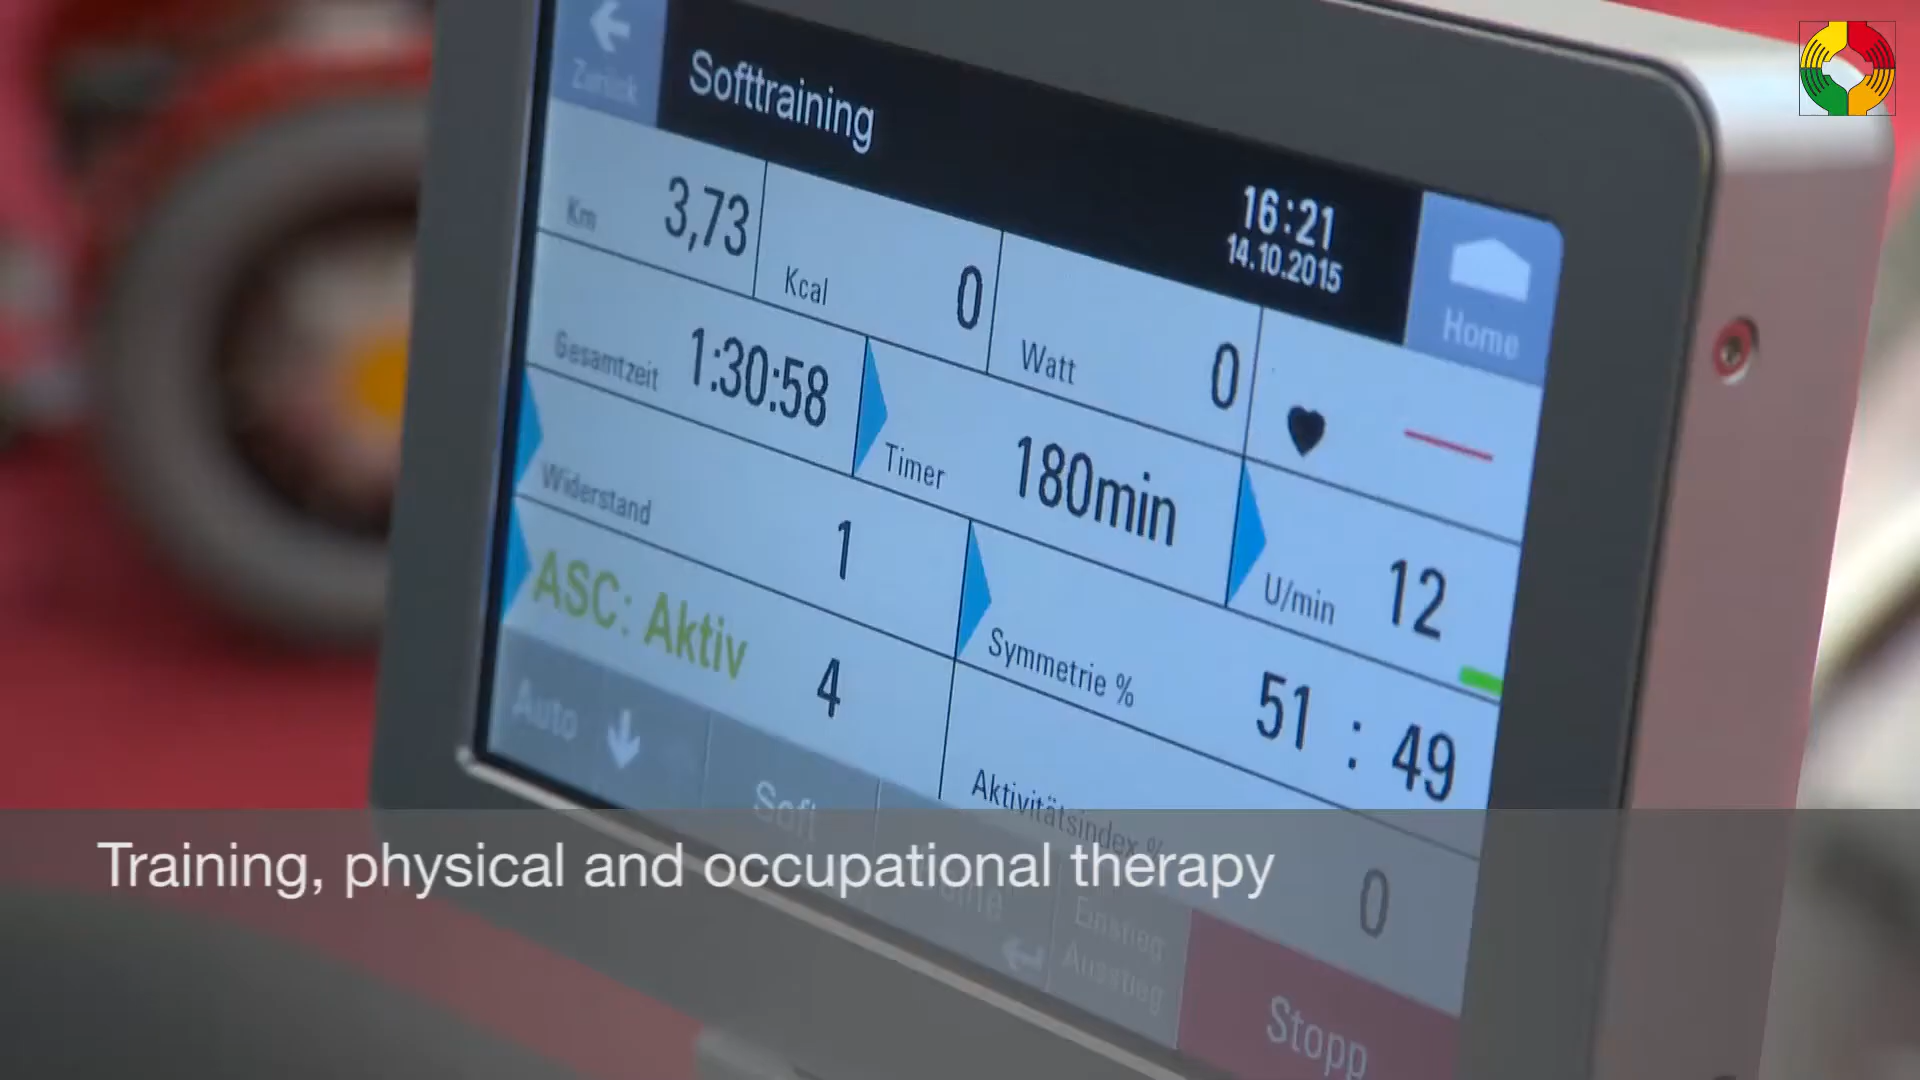 Zurück
Softtraining
16:21
14.10.2015
Home
Km 3,73
Kcal 0
Watt 0
Gesamtzeit 1:30:58
Timer 180min
U/min 12
Widerstand 1
Symmetrie % 51 : 49
ASC: Aktiv 4
Aktivitätsindex % 0
Auto
Soft
Einstieg
Ausstieg
Stopp
Training, physical and occupational therapy